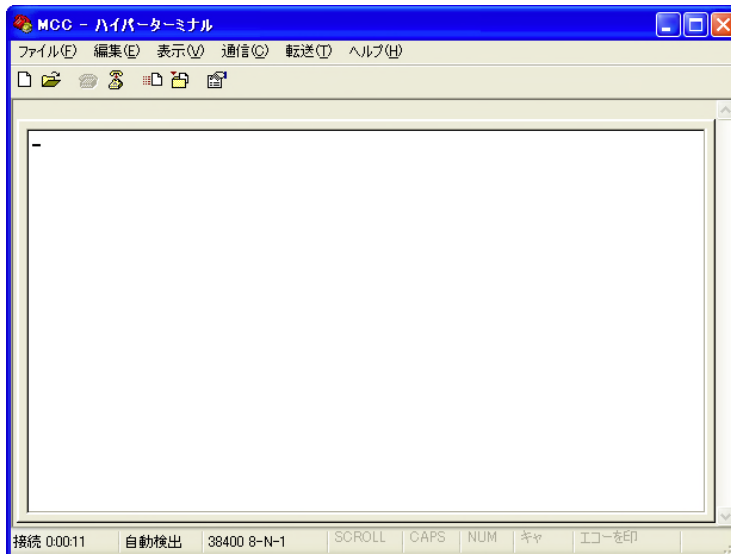 MCC - ハイパーターミナル
ファイル(F) 編集(E) 表示(V) 通信(C) 転送(T) ヘルプ(H)
接続 0:00:11 自動検出 38400 8-N-1 SCROLL CAPS NUM キャ エコーを印